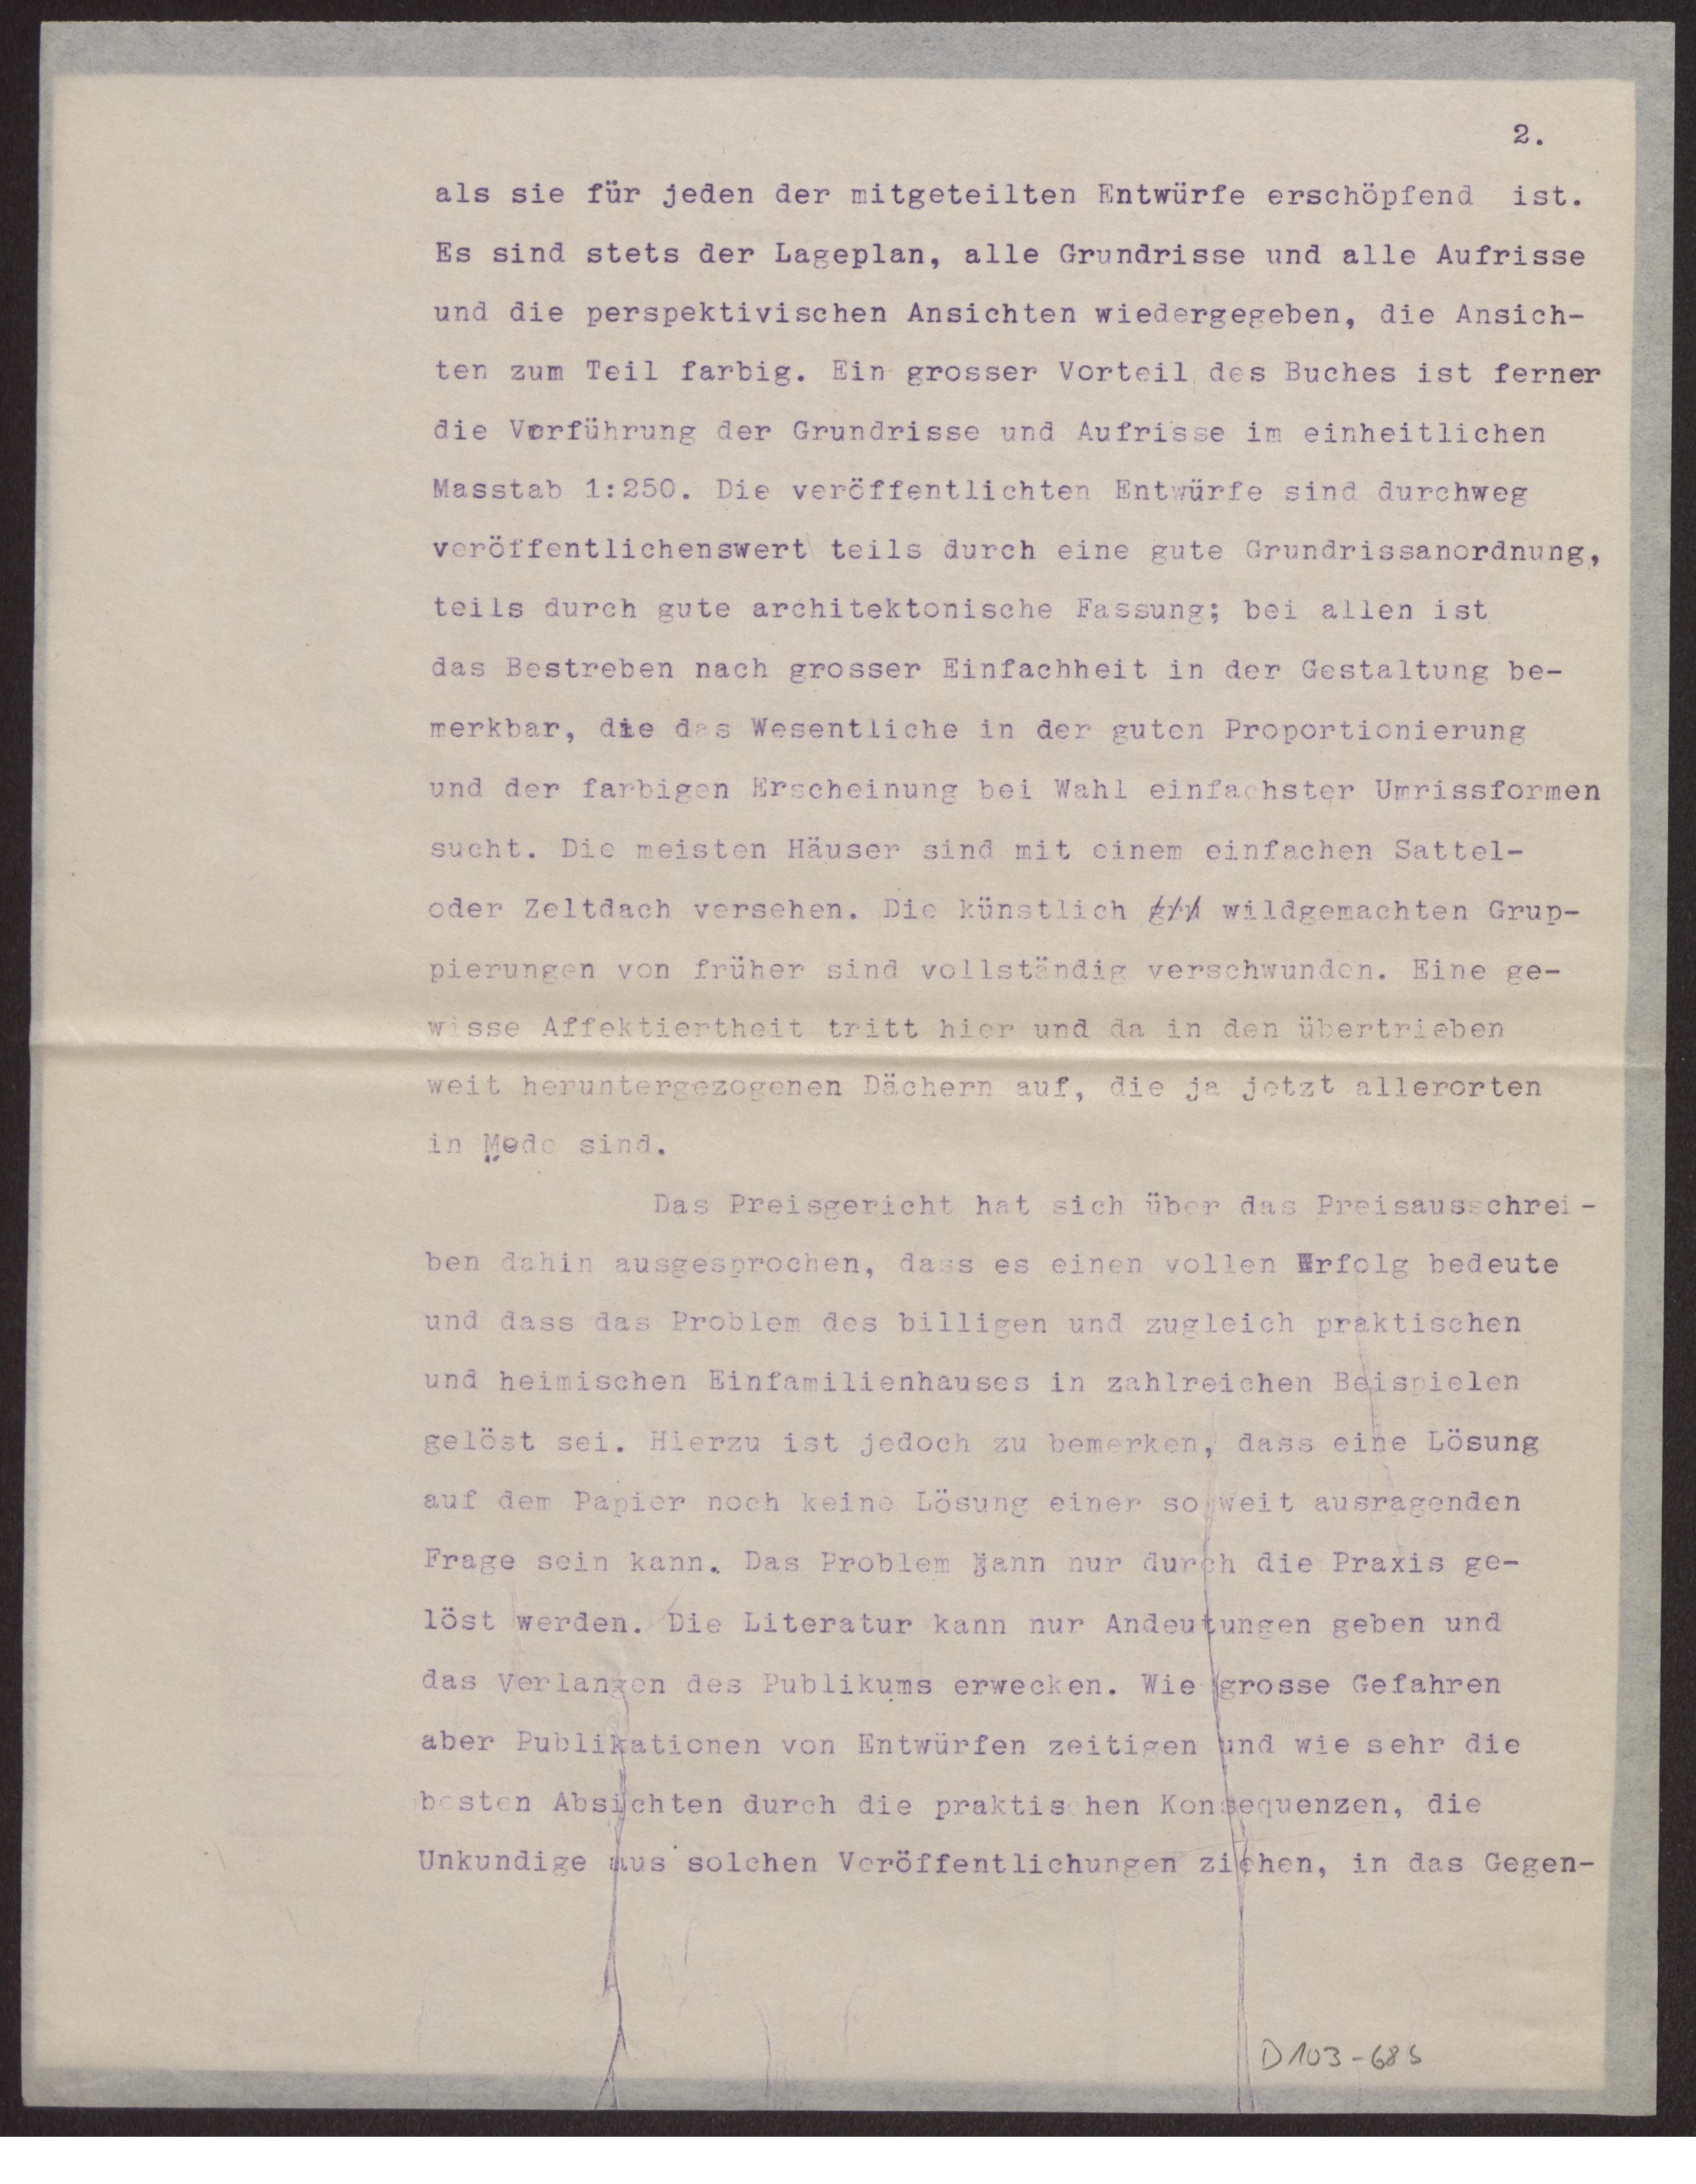 2.
als sie für jeden der mitgeteilten Entwürfe erschöpfend ist.
Es sind stets der Lageplan, alle Grundrisse und alle Aufrisse
und die perspektivischen Ansichten wiedergegeben, die Ansich-
ten zum Teil farbig. Ein grosser Vorteil des Buches ist ferner
die Vorführung der Grundrisse und Aufrisse im einheitlichen
Masstab 1:250. Die veröffentlichten Entwürfe sind durchweg
veröffentlichenswert teils durch eine gute Grundrissanordnung,
teils durch gute architektonische Fassung; bei allen ist
das Bestreben nach grosser Einfachheit in der Gestaltung be-
merkbar, die das Wesentliche in der guten Proportionierung
und der farbigen Erscheinung bei Wahl einfachster Umrissformen
sucht. Die meisten Häuser sind mit einem einfachen Sattel-
oder Zeltdach versehen. Die künstlich wildgemachten Grup-
pierungen von früher sind vollständig verschwunden. Eine ge-
wisse Affektiertheit tritt hier und da in den übertrieben
weit heruntergezogenen Dächern auf, die ja jetzt allerorten
in Mode sind.
Das Preisgericht hat sich über das Preisausschrei-
ben dahin ausgesprochen, dass es einen vollen Erfolg bedeute
und dass das Problem des billigen und zugleich praktischen
und heimischen Einfamilienhauses in zahlreichen Beispielen
gelöst sei. Hierzu ist jedoch zu bemerken, dass eine Lösung
auf dem Papier noch keine Lösung einer so weit ausragenden
Frage sein kann. Das Problem kann nur durch die Praxis ge-
löst werden. Die Literatur kann nur Andeutungen geben und
das Verlangen des Publikums erwecken. Wie grosse Gefahren
aber Publikationen von Entwürfen zeitigen und wie sehr die
besten Absichten durch die praktischen Konsequenzen, die
Unkundige aus solchen Veröffentlichungen ziehen, in das Gegen-
D 103-685